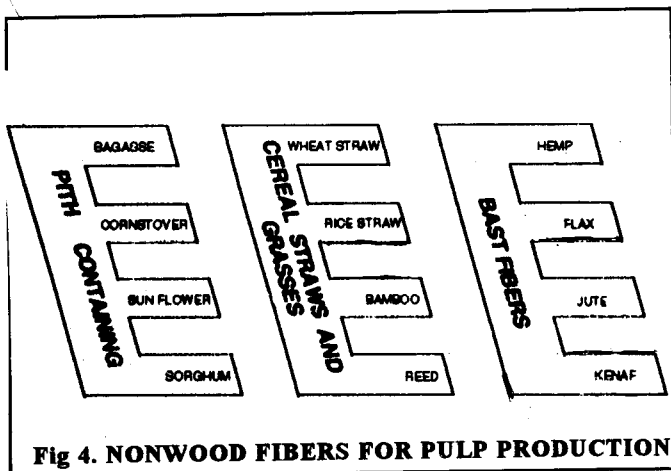 PITH CONTAINING
BAGAGSE
CORNSTOVER
SUN FLOWER
SORGHUM
CEREAL STRAWS AND
GRASSES
WHEAT STRAW
RICE STRAW
BAMBOO
REED
BAST FIBERS
HEMP
FLAX
JUTE
KENAF
Fig 4. NONWOOD FIBERS FOR PULP PRODUCTION